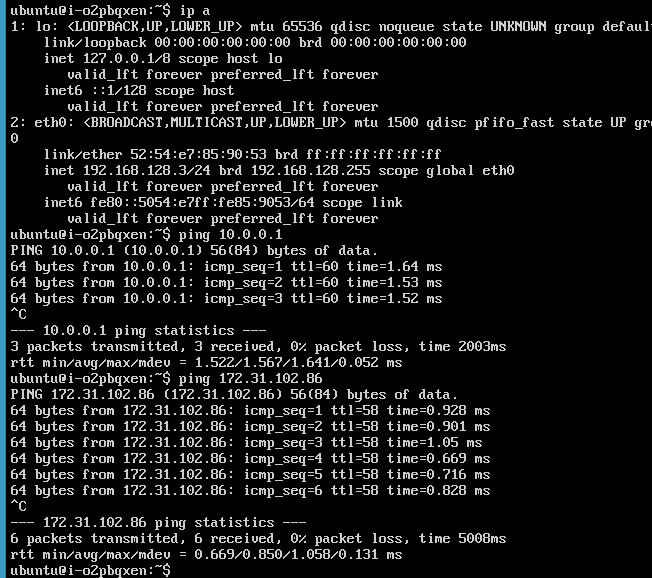 ubuntu@i-o2pbqxen:~$ ip a
1: lo: <LOOPBACK,UP,LOWER_UP> mtu 65536 qdisc noqueue state UNKNOWN group defaul
    link/loopback 00:00:00:00:00:00 brd 00:00:00:00:00:00
    inet 127.0.0.1/8 scope host lo
       valid_lft forever preferred_lft forever
    inet6 ::1/128 scope host
       valid_lft forever preferred_lft forever
2: eth0: <BROADCAST,MULTICAST,UP,LOWER_UP> mtu 1500 qdisc pfifo_fast state UP gro
0
    link/ether 52:54:e7:85:90:53 brd ff:ff:ff:ff:ff:ff
    inet 192.168.128.3/24 brd 192.168.128.255 scope global eth0
       valid_lft forever preferred_lft forever
    inet6 fe80::5054:e7ff:fe85:9053/64 scope link
       valid_lft forever preferred_lft forever
ubuntu@i-o2pbqxen:~$ ping 10.0.0.1
PING 10.0.0.1 (10.0.0.1) 56(84) bytes of data.
64 bytes from 10.0.0.1: icmp_seq=1 ttl=60 time=1.64 ms
64 bytes from 10.0.0.1: icmp_seq=2 ttl=60 time=1.53 ms
64 bytes from 10.0.0.1: icmp_seq=3 ttl=60 time=1.52 ms
^C
--- 10.0.0.1 ping statistics ---
3 packets transmitted, 3 received, 0% packet loss, time 2003ms
rtt min/avg/max/mdev = 1.522/1.567/1.641/0.052 ms
ubuntu@i-o2pbqxen:~$ ping 172.31.102.86
PING 172.31.102.86 (172.31.102.86) 56(84) bytes of data.
64 bytes from 172.31.102.86: icmp_seq=1 ttl=58 time=0.928 ms
64 bytes from 172.31.102.86: icmp_seq=2 ttl=58 time=0.901 ms
64 bytes from 172.31.102.86: icmp_seq=3 ttl=58 time=1.05 ms
64 bytes from 172.31.102.86: icmp_seq=4 ttl=58 time=0.669 ms
64 bytes from 172.31.102.86: icmp_seq=5 ttl=58 time=0.716 ms
64 bytes from 172.31.102.86: icmp_seq=6 ttl=58 time=0.828 ms
^C
--- 172.31.102.86 ping statistics ---
6 packets transmitted, 6 received, 0% packet loss, time 5008ms
rtt min/avg/max/mdev = 0.669/0.850/1.058/0.131 ms
ubuntu@i-o2pbqxen:~$